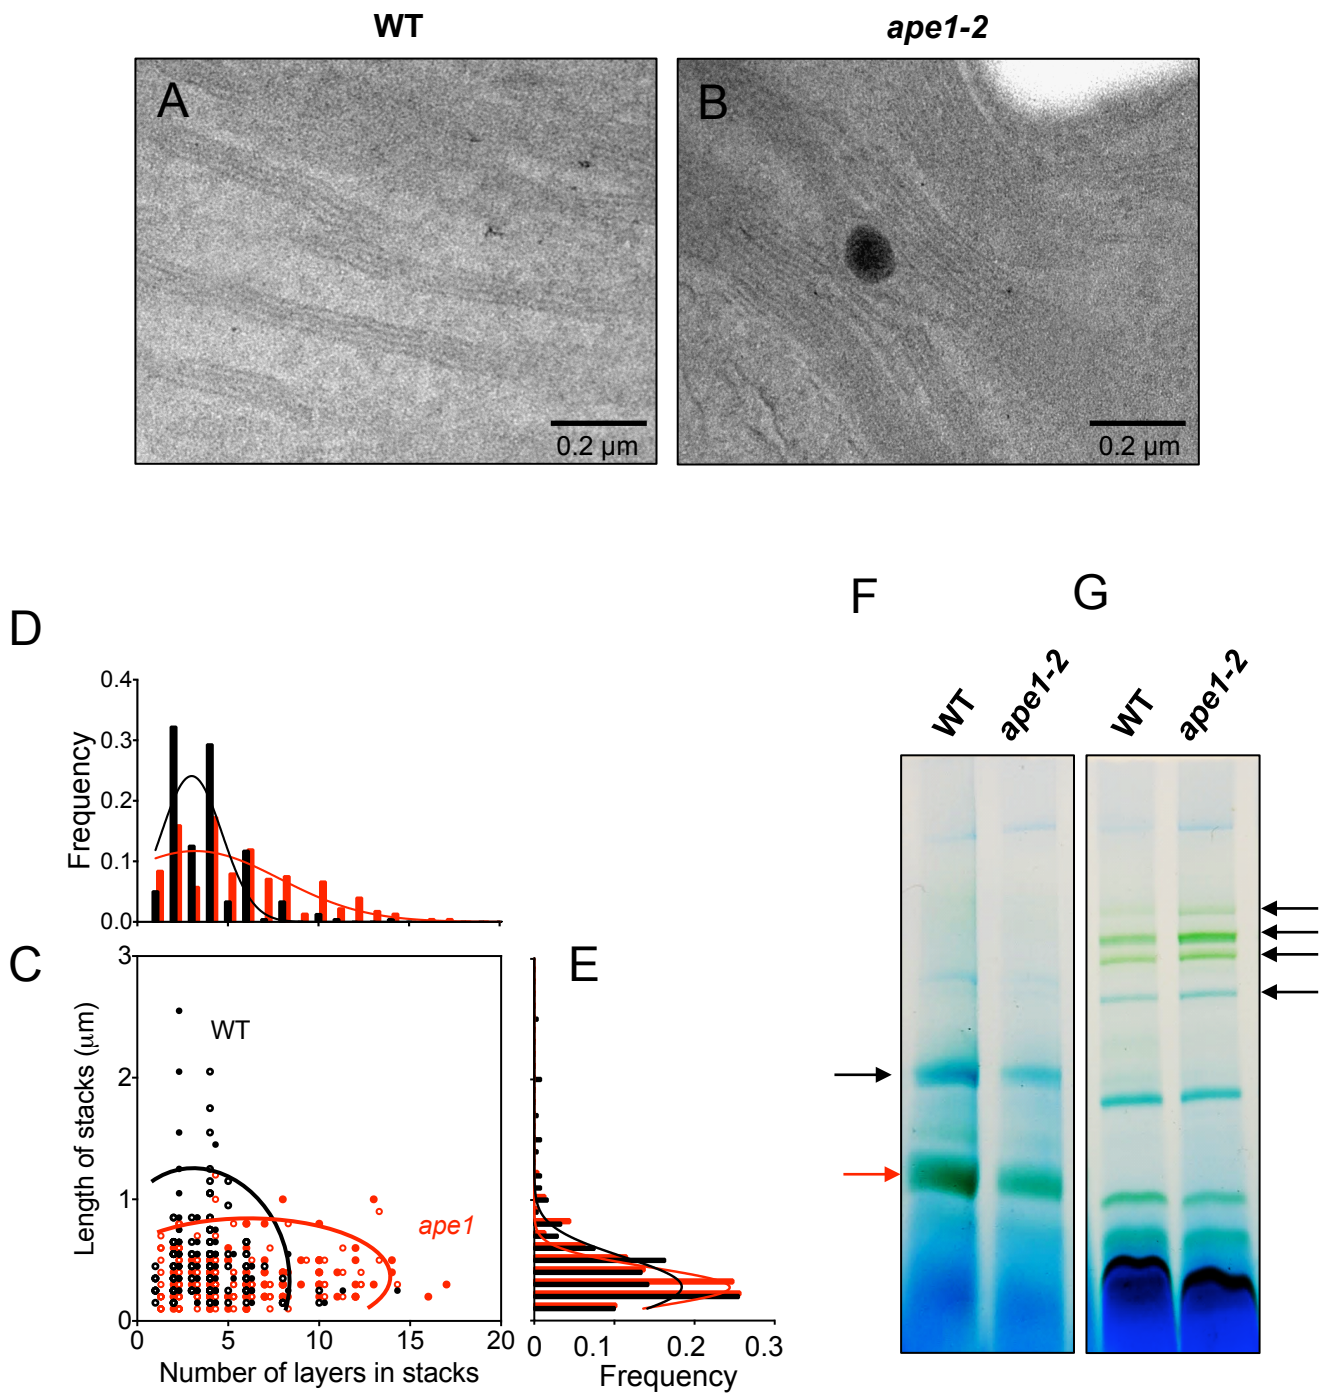 WT
ape1-2
A
B
0.2 µm
0.2 µm
F
G
D
WT
ape1-2
WT
ape1-2
0.4
0.3
0.2
0.1
0.0
Frequency
C
E
3
2
1
0
Length of stacks (µm)
WT
ape1
0
5
10
15
20
Number of layers in stacks
0
0.1
0.2
0.3
Frequency